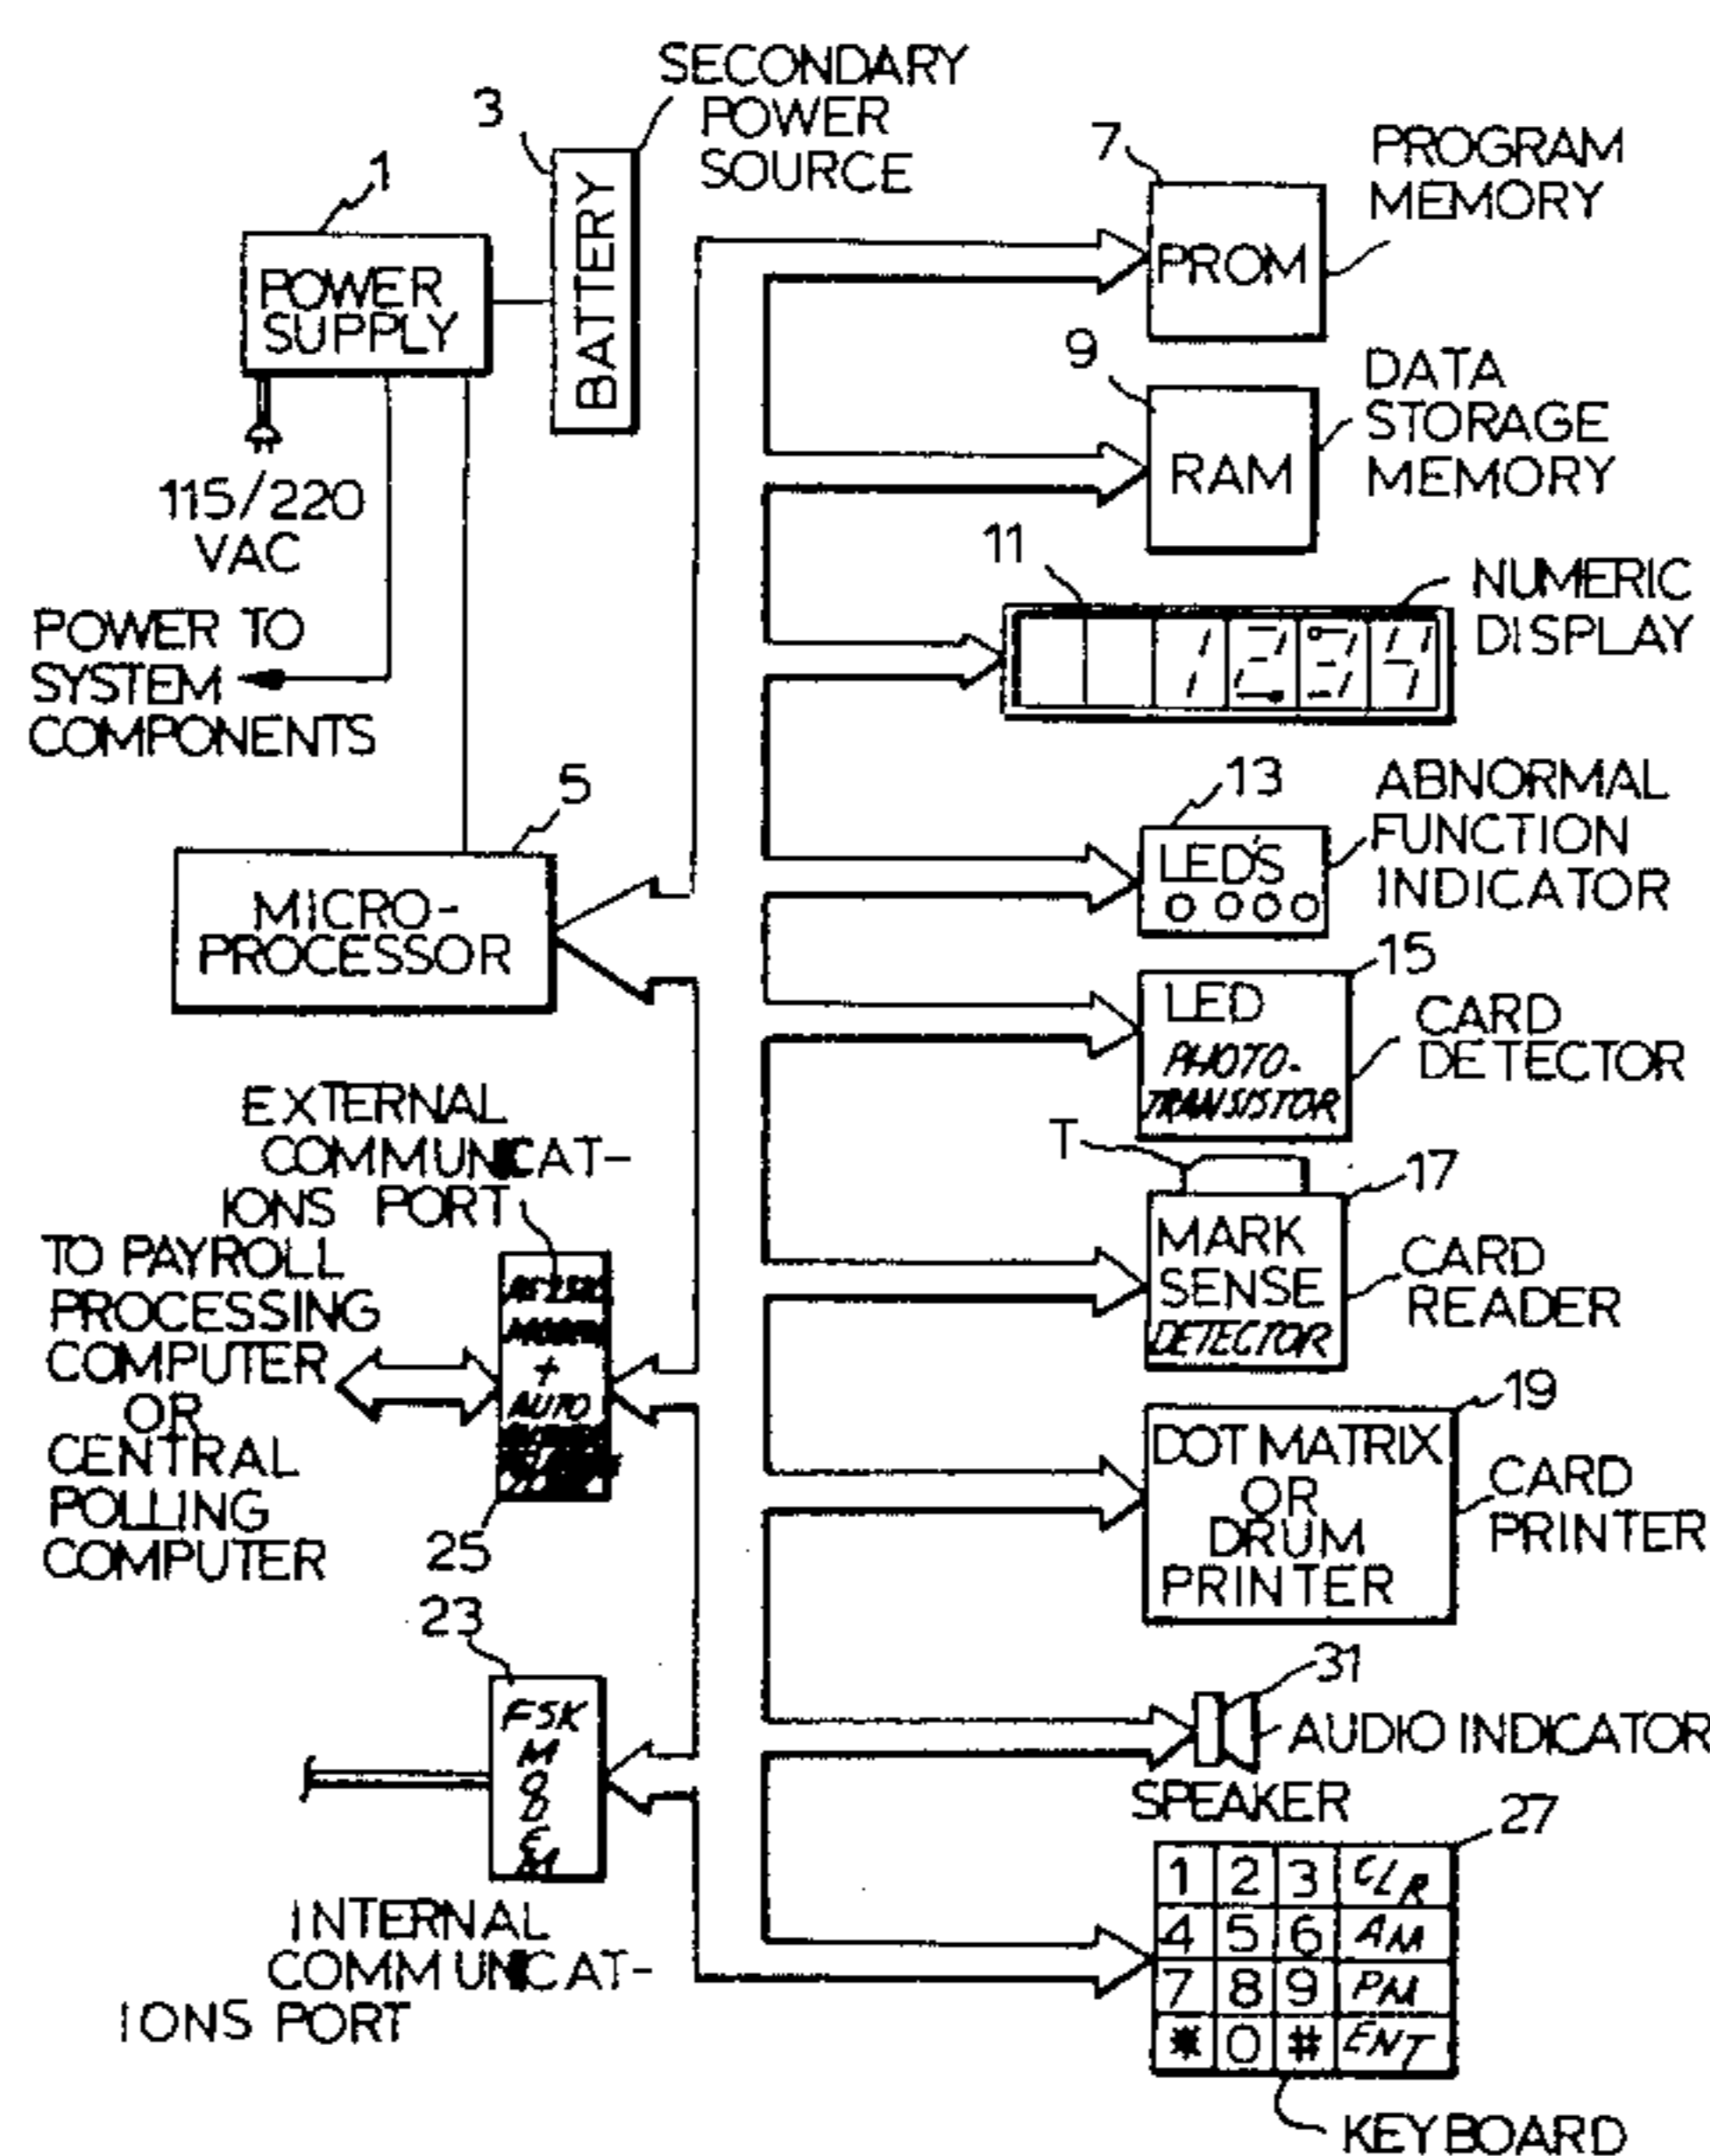 SECONDARY
POWER
SOURCE
3
BATTERY
1
POWER
SUPPLY
115/220
VAC
POWER TO
SYSTEM
COMPONENTS
5
MICRO-
PROCESSOR
EXTERNAL
COMMUNICAT-
IONS PORT
TO PAYROLL
PROCESSING
COMPUTER
OR
CENTRAL
POLLING
COMPUTER
+
AUTO
25
23
FSK
M
O
D
E
M
INTERNAL
COMMUNICAT-
IONS PORT
7
PROM
PROGRAM
MEMORY
9
RAM
DATA
STORAGE
MEMORY
11
NUMERIC
DISPLAY
13
LED'S
ABNORMAL
FUNCTION
INDICATOR
15
LED
PHOTO-
TRANSISTOR
CARD
DETECTOR
T
17
MARK
SENSE
DETECTOR
CARD
READER
19
DOT MATRIX
OR
DRUM
PRINTER
CARD
PRINTER
31
AUDIO INDICATOR
SPEAKER
27
1 2 3 CLR
4 5 6 AM
7 8 9 PM
* 0 # ENT
KEYBOARD